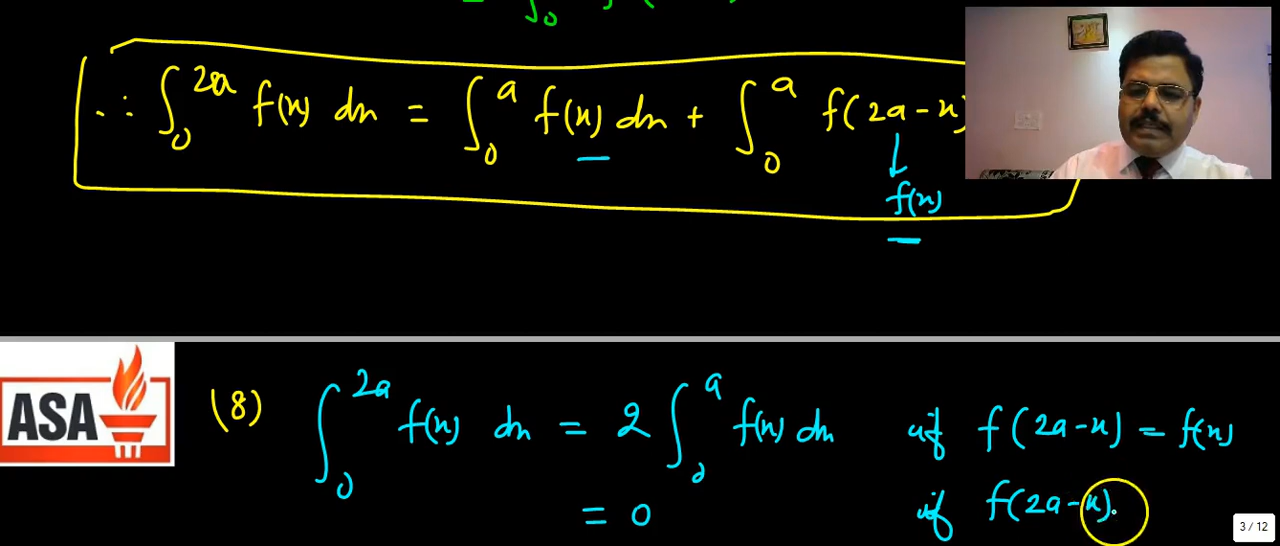 ∴ ∫₀^2a f(x) dx = ∫₀^a f(x) dx + ∫₀^a f(2a-x)
↓
f(x)
ASA
(8) ∫₀^2a f(x) dx = 2 ∫₀^a f(x) dx if f(2a-x) = f(x)
= 0 if f(2a-x)
3 / 12